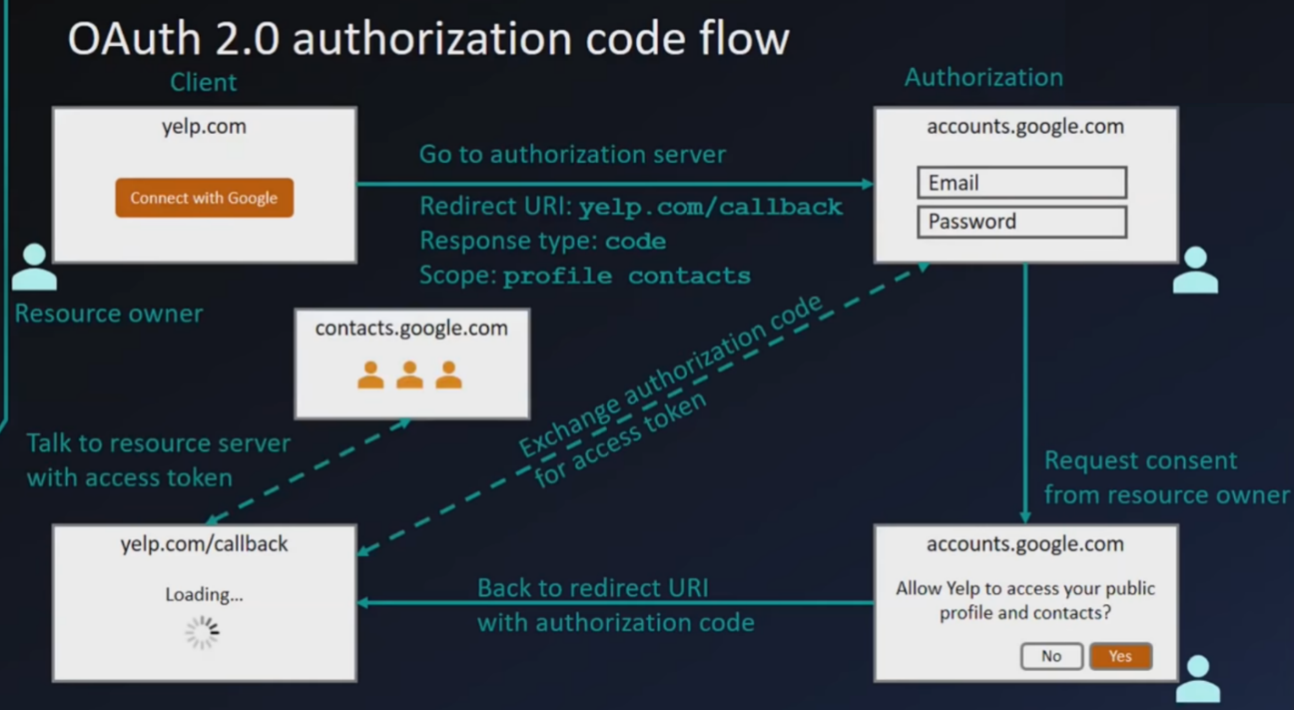 OAuth 2.0 authorization code flow
Client
Authorization
yelp.com
Connect with Google
Go to authorization server
Redirect URI: yelp.com/callback
Response type: code
Scope: profile contacts
accounts.google.com
Email
Password
Resource owner
contacts.google.com
Exchange authorization code
for access token
Talk to resource server
with access token
Request consent
from resource owner
yelp.com/callback
Loading...
Back to redirect URI
with authorization code
accounts.google.com
Allow Yelp to access your public
profile and contacts?
No
Yes